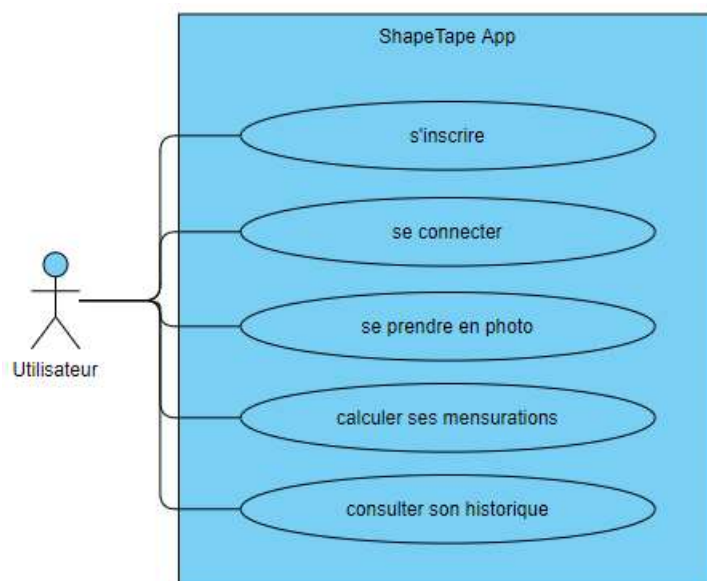 ShapeTape App
s'inscrire
se connecter
se prendre en photo
Utilisateur
calculer ses mensurations
consulter son historique